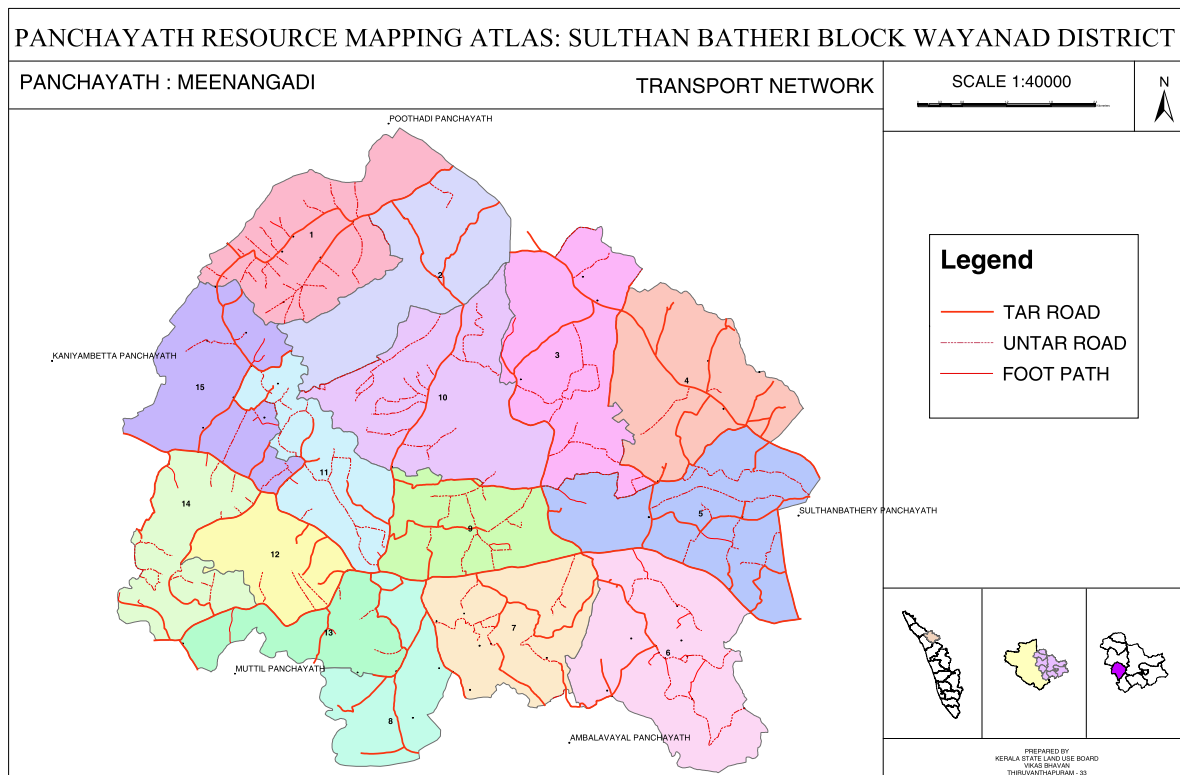 PANCHAYATH RESOURCE MAPPING ATLAS: SULTHAN BATHERI BLOCK WAYANAD DISTRICT
PANCHAYATH : MEENANGADI
TRANSPORT NETWORK
SCALE 1:40000
N
POOTHADI PANCHAYATH
1
2
3
KANIYAMBETTA PANCHAYATH
15
4
10
11
14
5
SULTHANBATHERY PANCHAYATH
9
12
13
7
6
MUTTIL PANCHAYATH
8
AMBALAVAYAL PANCHAYATH
Legend
TAR ROAD
UNTAR ROAD
FOOT PATH
PREPARED BY
KERALA STATE LAND USE BOARD
VIKAS BHAVAN
THIRUVANTHAPURAM - 33